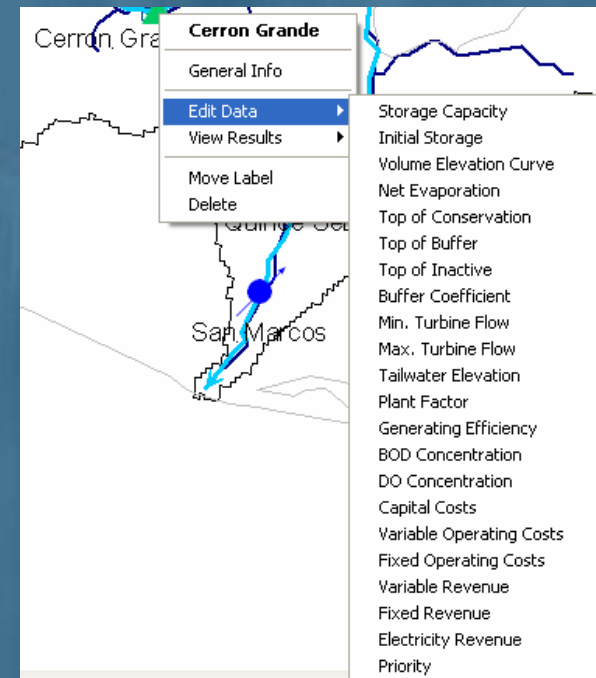 Cerron Gra
Cerron Grande
General Info
Edit Data
View Results
Move Label
Delete
Storage Capacity
Initial Storage
Volume Elevation Curve
Net Evaporation
Top of Conservation
Top of Buffer
Top of Inactive
Buffer Coefficient
Min. Turbine Flow
Max. Turbine Flow
Tailwater Elevation
Plant Factor
Generating Efficiency
BOD Concentration
DO Concentration
Capital Costs
Variable Operating Costs
Fixed Operating Costs
Variable Revenue
Fixed Revenue
Electricity Revenue
Priority
San Marcos